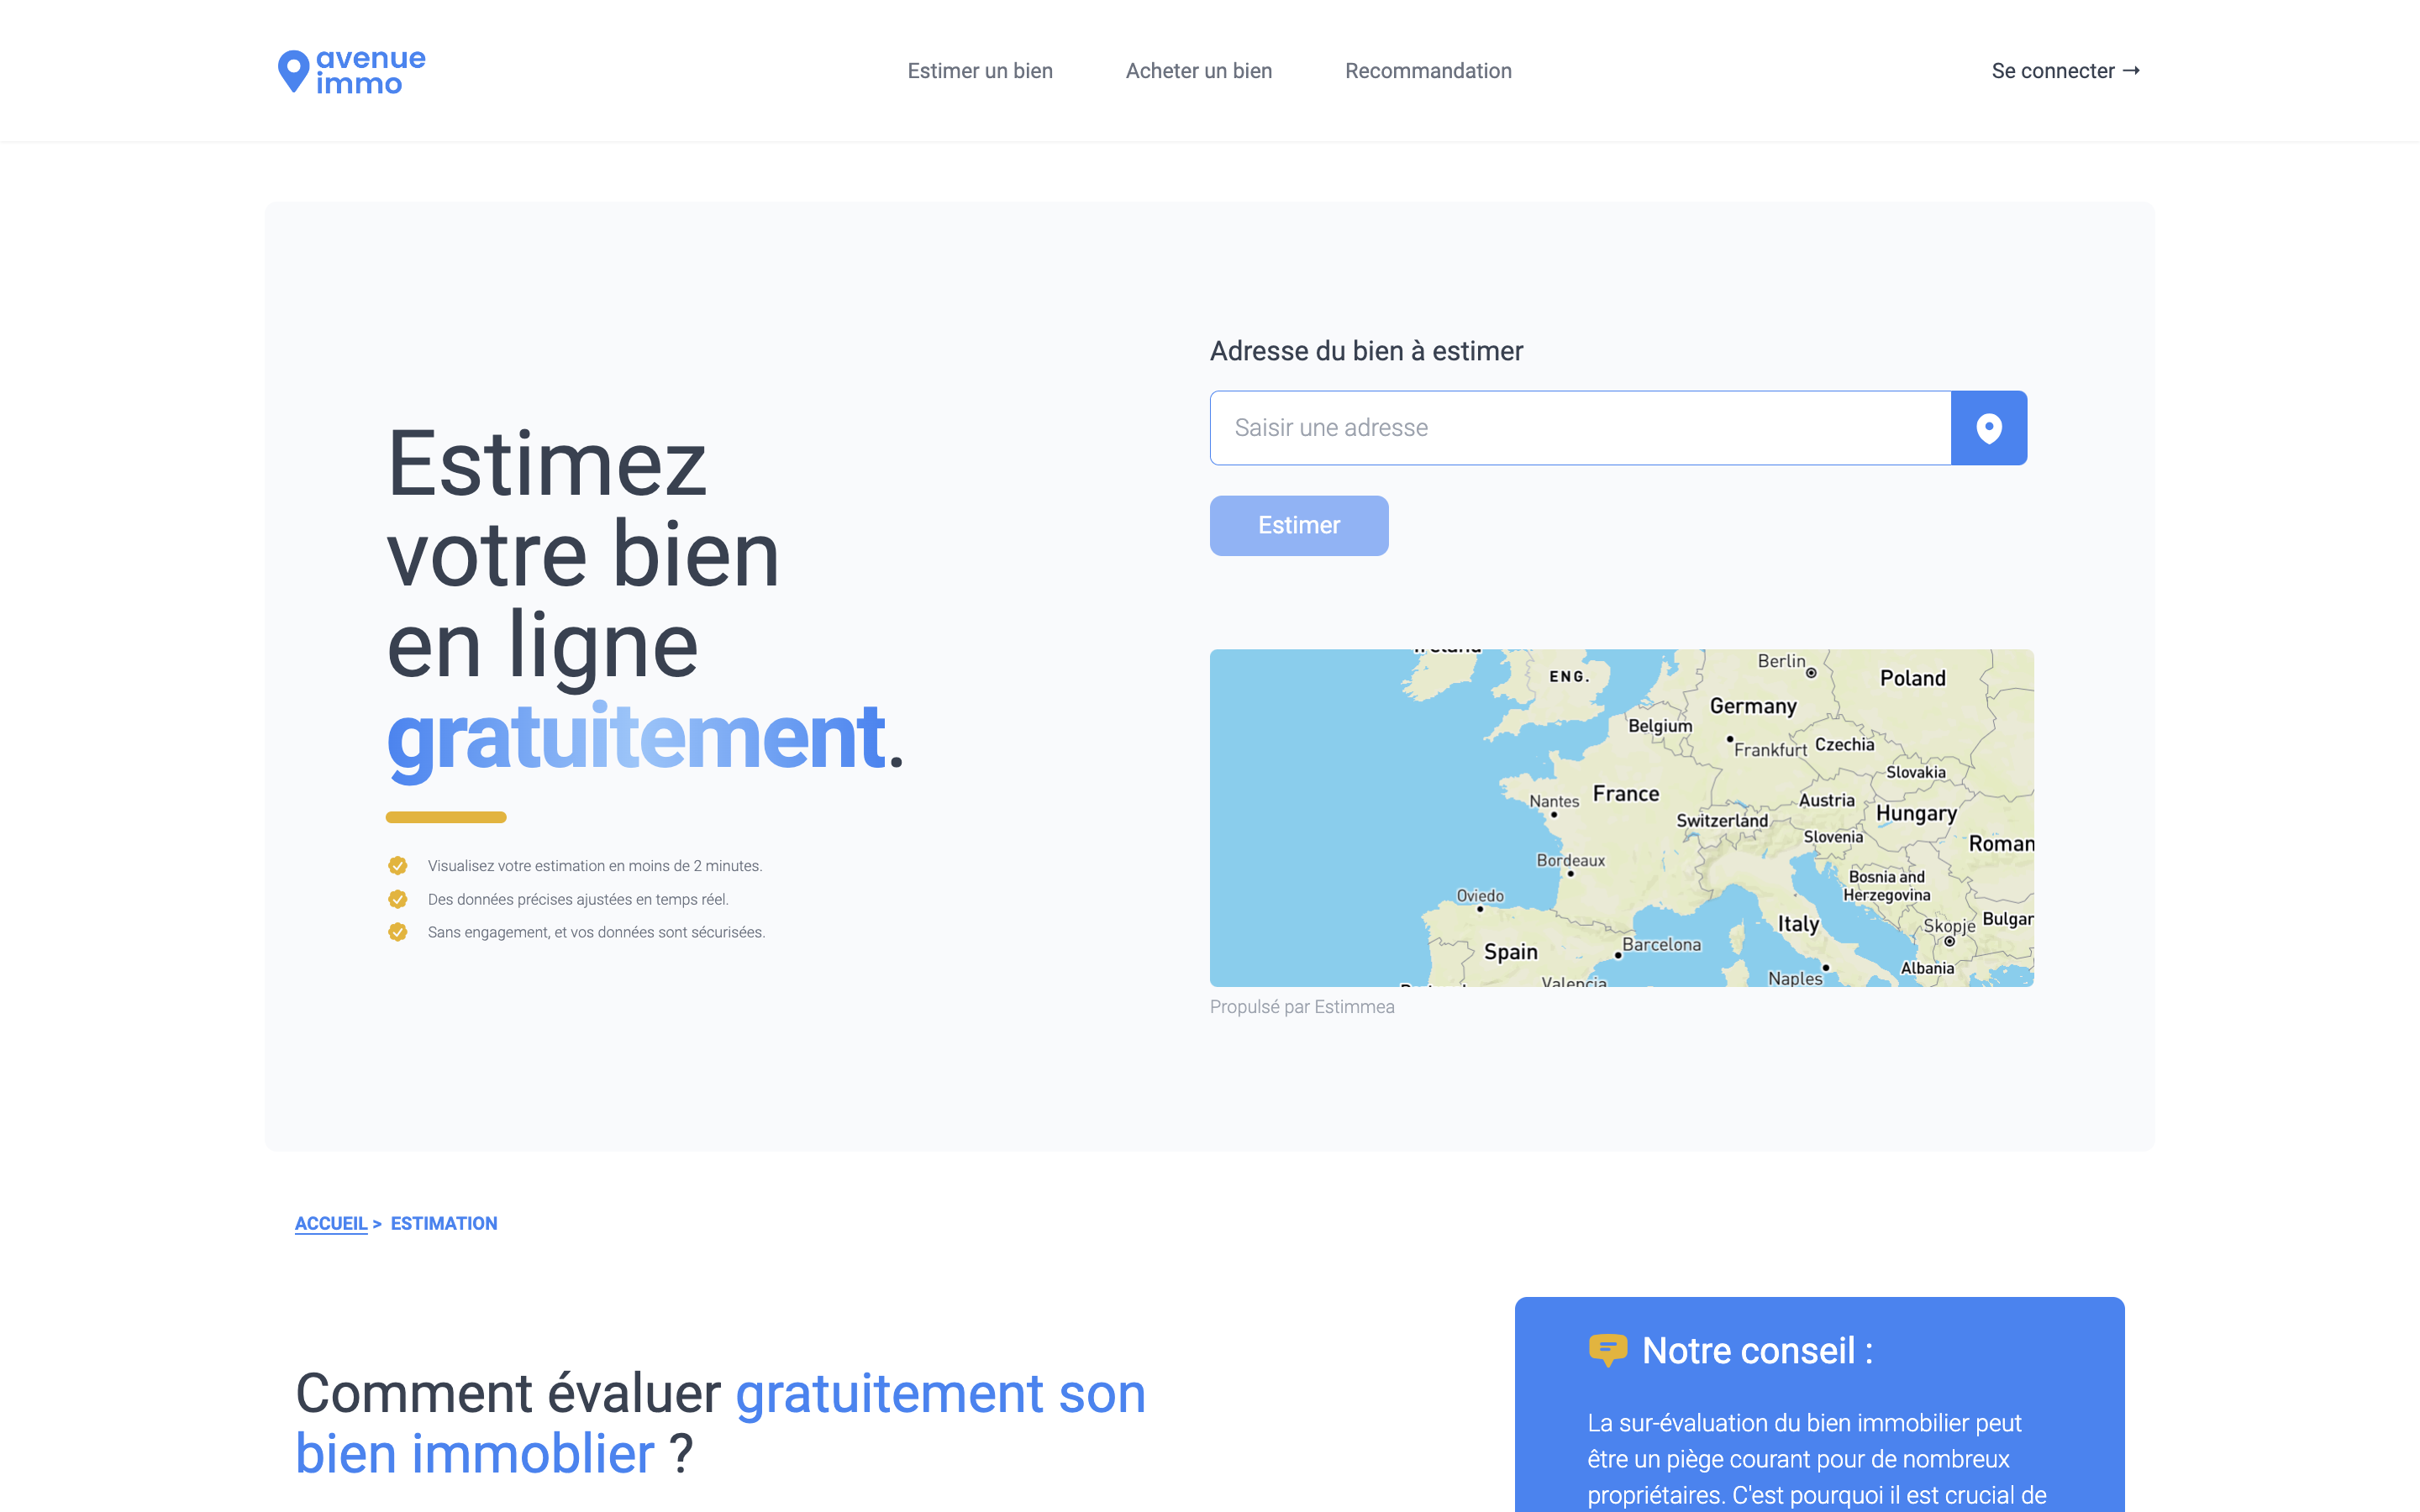 avenue
immo
Estimer un bien
Acheter un bien
Recommandation
Se connecter →
Estimez
votre bien
en ligne
gratuitement.
Visualisez votre estimation en moins de 2 minutes.
Des données précises ajustées en temps réel.
Sans engagement, et vos données sont sécurisées.
Adresse du bien à estimer
Saisir une adresse
Estimer
Ireland
ENG.
Berlin
Poland
Germany
Belgium
Frankfurt
Czechia
Slovakia
Nantes
France
Austria
Hungary
Switzerland
Slovenia
Roman
Bordeaux
Bosnia and
Herzegovina
Oviedo
Italy
Skopje
Bulgar
Spain
Barcelona
Albania
Naples
Valencia
Propulsé par Estimmea
ACCUEIL > ESTIMATION
Comment évaluer gratuitement son
bien immoblier ?
Notre conseil :
La sur-évaluation du bien immobilier peut
être un piège courant pour de nombreux
propriétaires. C'est pourquoi il est crucial de